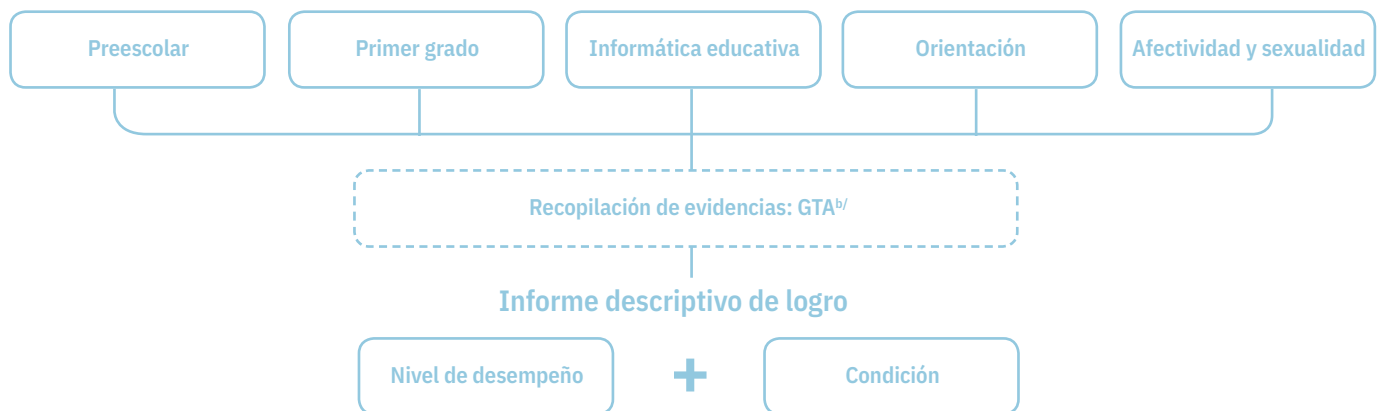 Preescolar
Primer grado
Informática educativa
Orientación
Afectividad y sexualidad
Recopilación de evidencias: GTAb/
Informe descriptivo de logro
Nivel de desempeño
+
Condición